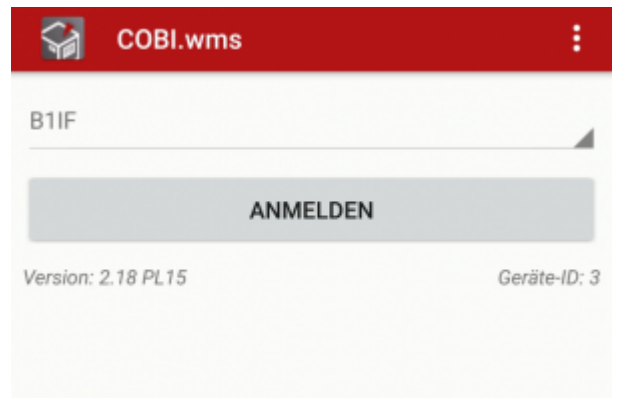 COBI.wms
B1IF
ANMELDEN
Version: 2.18 PL15
Geräte-ID: 3